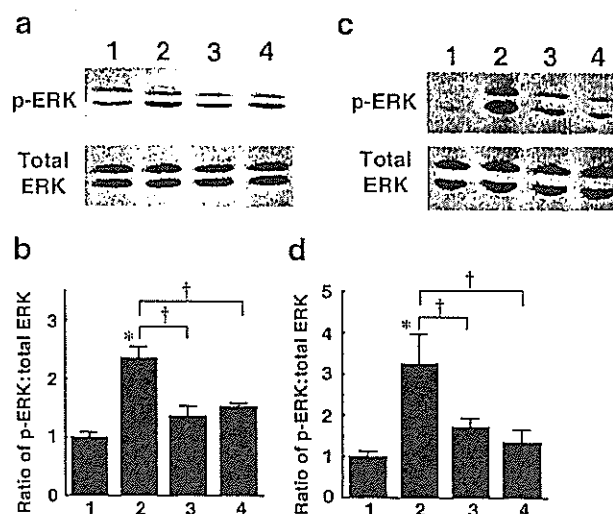 a
1 2 3 4
p-ERK
Total
ERK
c
1 2 3 4
p-ERK
Total
ERK
b
Ratio of p-ERK:total ERK
3
2
1
0
* † †
1 2 3 4
d
Ratio of p-ERK:total ERK
5
4
3
2
1
0
* † †
1 2 3 4